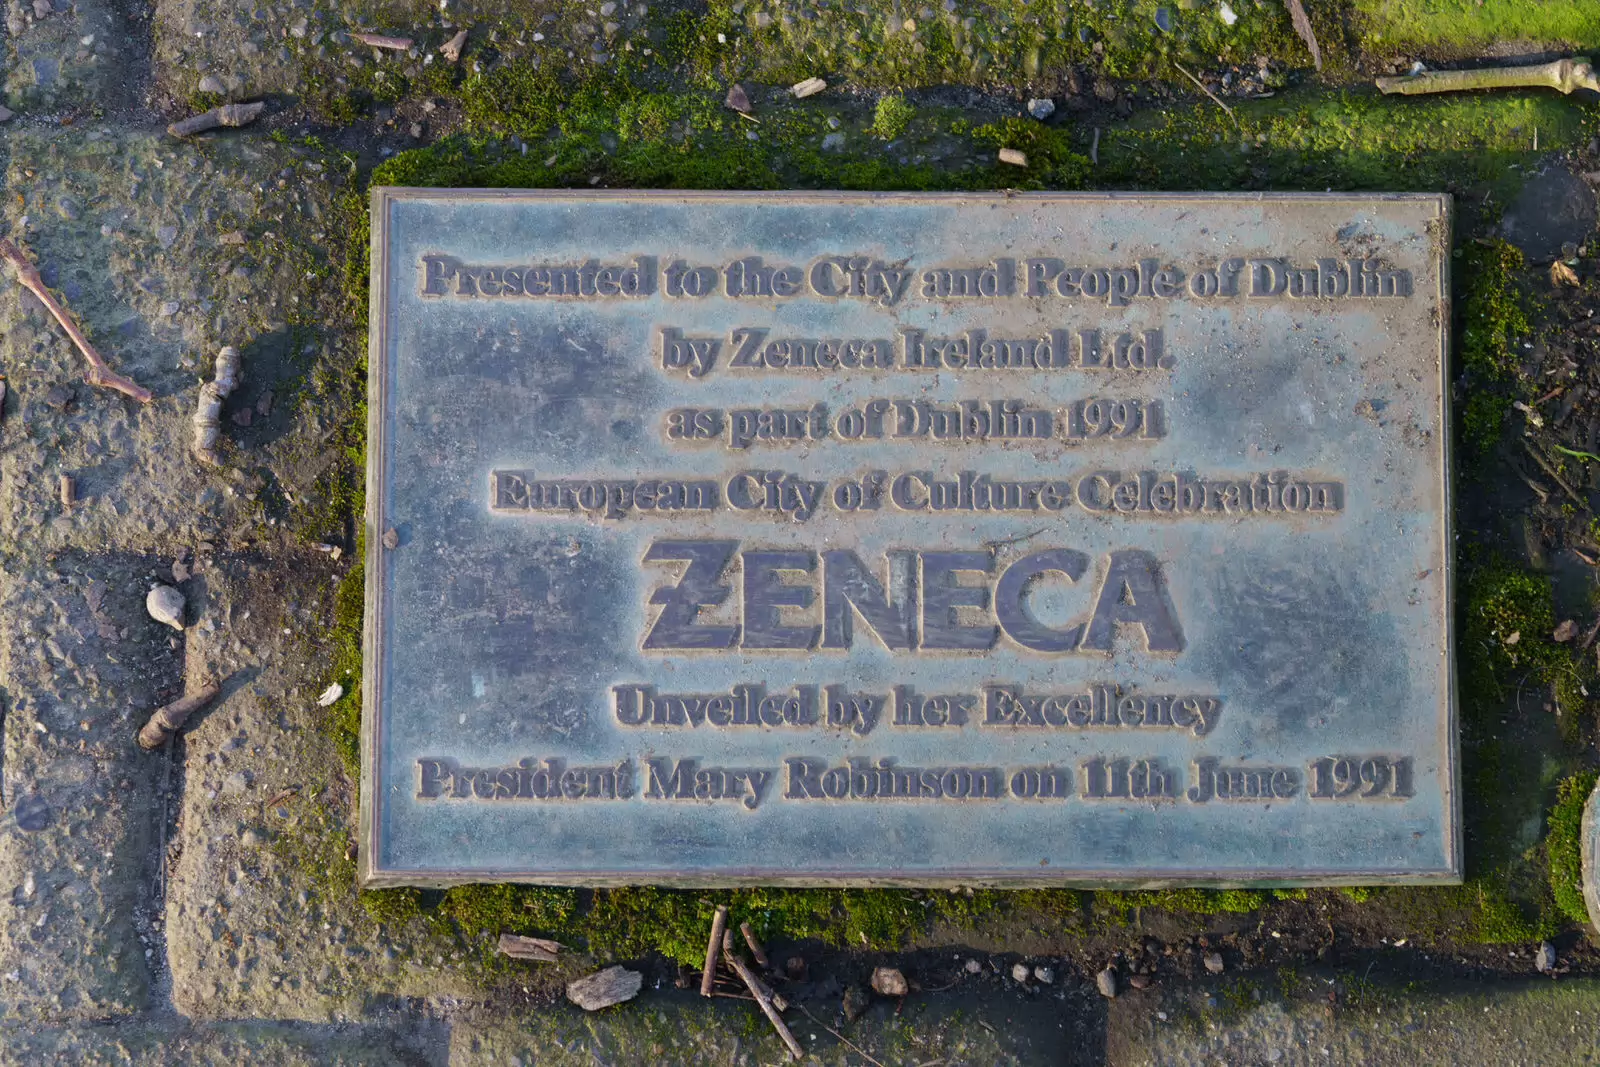 Presented to the City and People of Dublin
by Zeneca Ireland Ltd.
as part of Dublin 1991
European City of Culture Celebration
ZENECA
Unveiled by her Excellency
President Mary Robinson on 11th June 1991